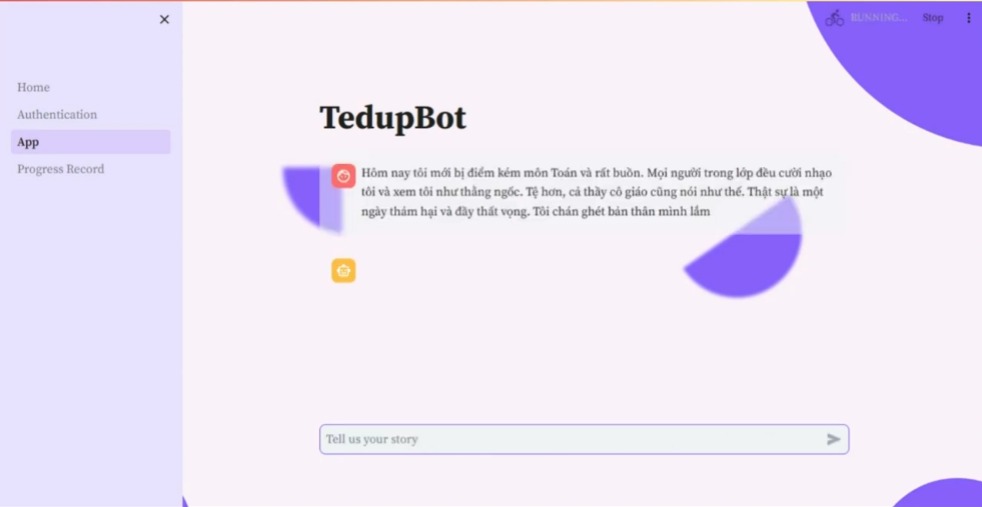 RUNNING...
Stop
Home
Authentication
App
Progress Record
TedupBot
Hôm nay tôi mới bị điểm kém môn Toán và rất buồn. Mọi người trong lớp đều cười nhạo
tôi và xem tôi như thằng ngốc. Tệ hơn, cả thầy cô giáo cũng nói như thế. Thật sự là một
ngày thảm hại và đầy thất vọng. Tôi chán ghét bản thân mình lắm
Tell us your story